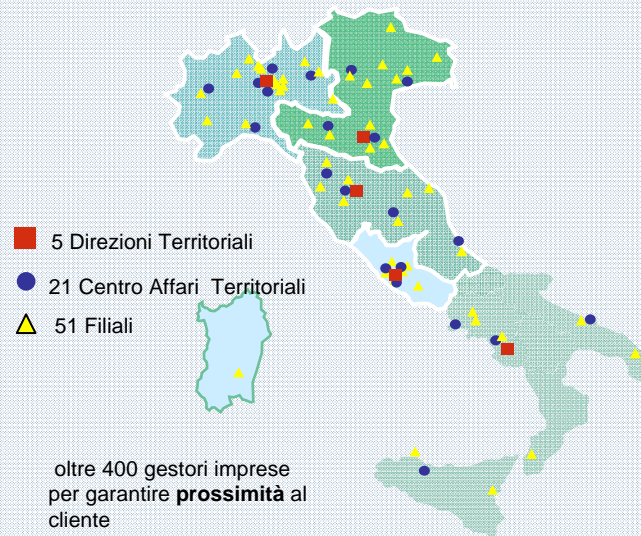 5 Direzioni Territoriali
21 Centro Affari Territoriali
51 Filiali
oltre 400 gestori imprese
per garantire prossimità al
cliente